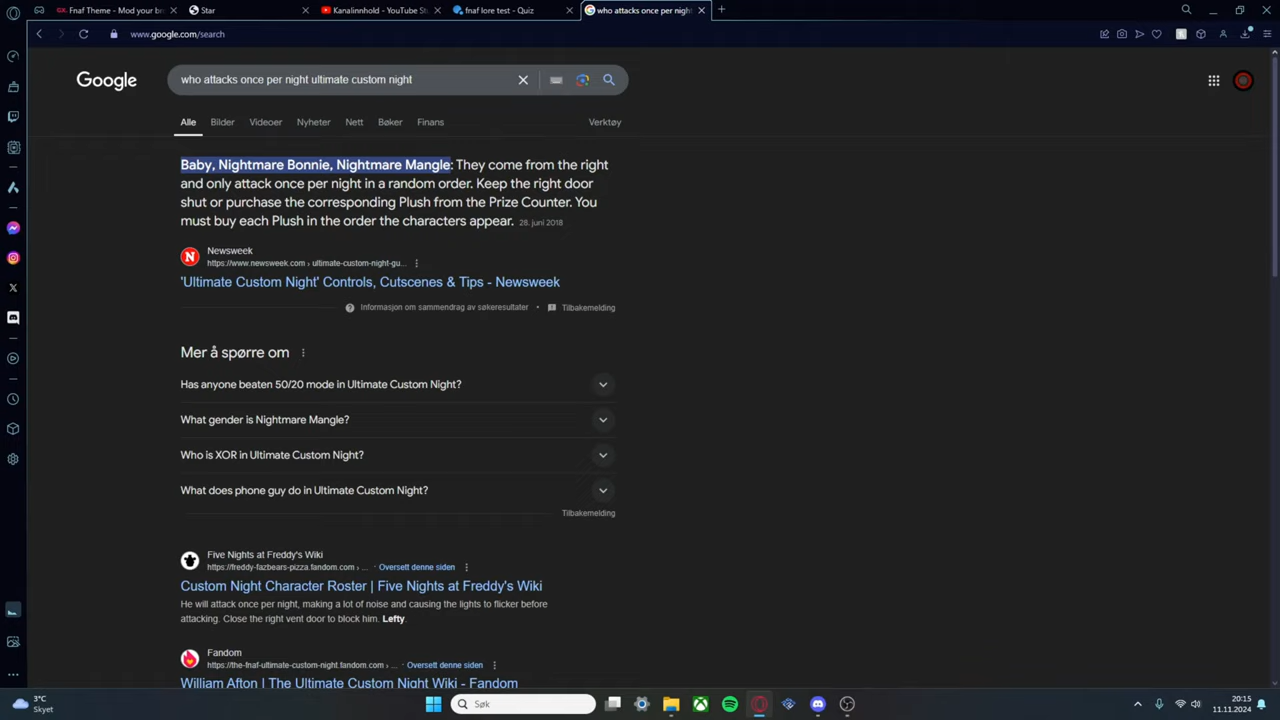 Fnaf Theme - Mod your bro
Star
Kanalinnhold - YouTube St
fnaf lore test - Quiz
who attacks once per night
www.google.com/search
Google
who attacks once per night ultimate custom night
Alle
Bilder
Videoer
Nyheter
Nett
Bøker
Finans
Verktøy
Baby, Nightmare Bonnie, Nightmare Mangle: They come from the right
and only attack once per night in a random order. Keep the right door
shut or purchase the corresponding Plush from the Prize Counter. You
must buy each Plush in the order the characters appear. 28. juni 2018
Newsweek
https://www.newsweek.com › ultimate-custom-night-gu...
'Ultimate Custom Night' Controls, Cutscenes & Tips - Newsweek
Informasjon om sammendrag av søkeresultater • Tilbakemelding
Mer å spørre om
Has anyone beaten 50/20 mode in Ultimate Custom Night?
What gender is Nightmare Mangle?
Who is XOR in Ultimate Custom Night?
What does phone guy do in Ultimate Custom Night?
Tilbakemelding
Five Nights at Freddy's Wiki
https://freddy-fazbears-pizza.fandom.com › ... · Oversett denne siden
Custom Night Character Roster | Five Nights at Freddy's Wiki
He will attack once per night, making a lot of noise and causing the lights to flicker before
attacking. Close the right vent door to block him. Lefty.
Fandom
https://the-fnaf-ultimate-custom-night.fandom.com › ... · Oversett denne siden
William Afton | The Ultimate Custom Night Wiki - Fandom
3°C
Skyet
Søk
20:15
11.11.2024